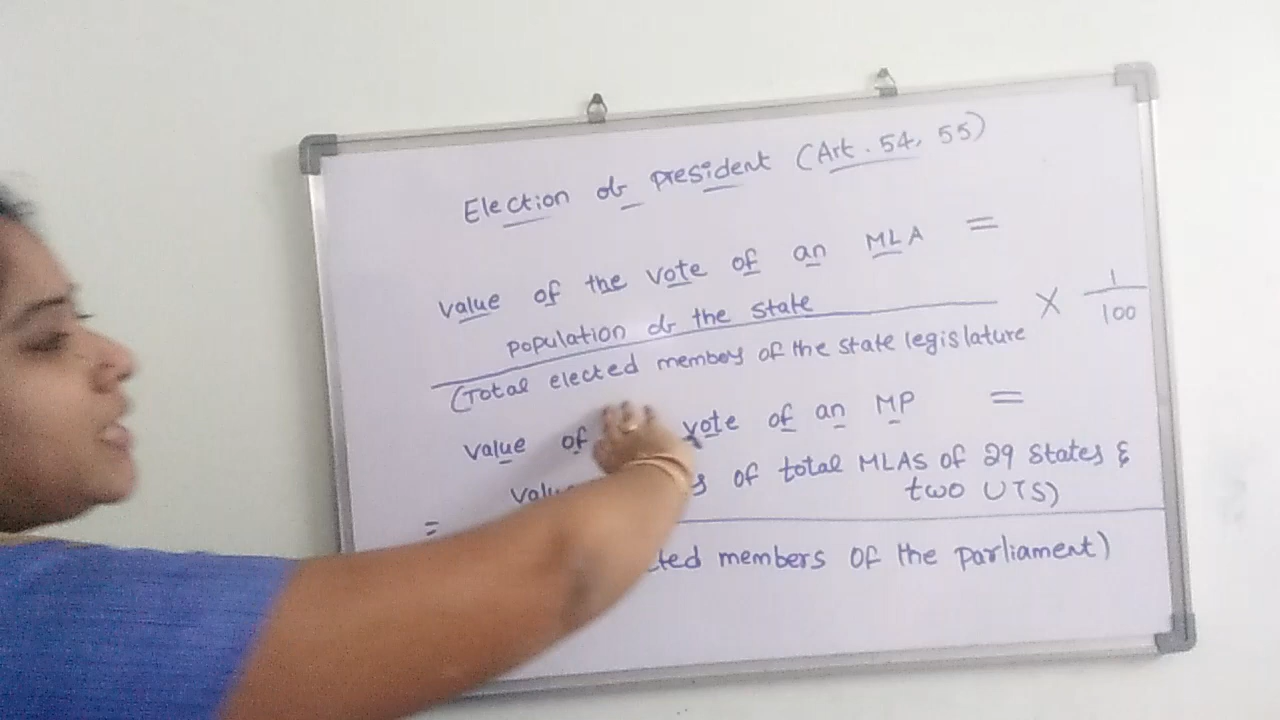 Election of president (Art. 54, 55)
value of the vote of an MLA =
population of the state
(Total elected members of the state legislature
× 1/100
value of vote of an MP =
= of total MLAS of 29 states &
two UTS)
members of the parliament)